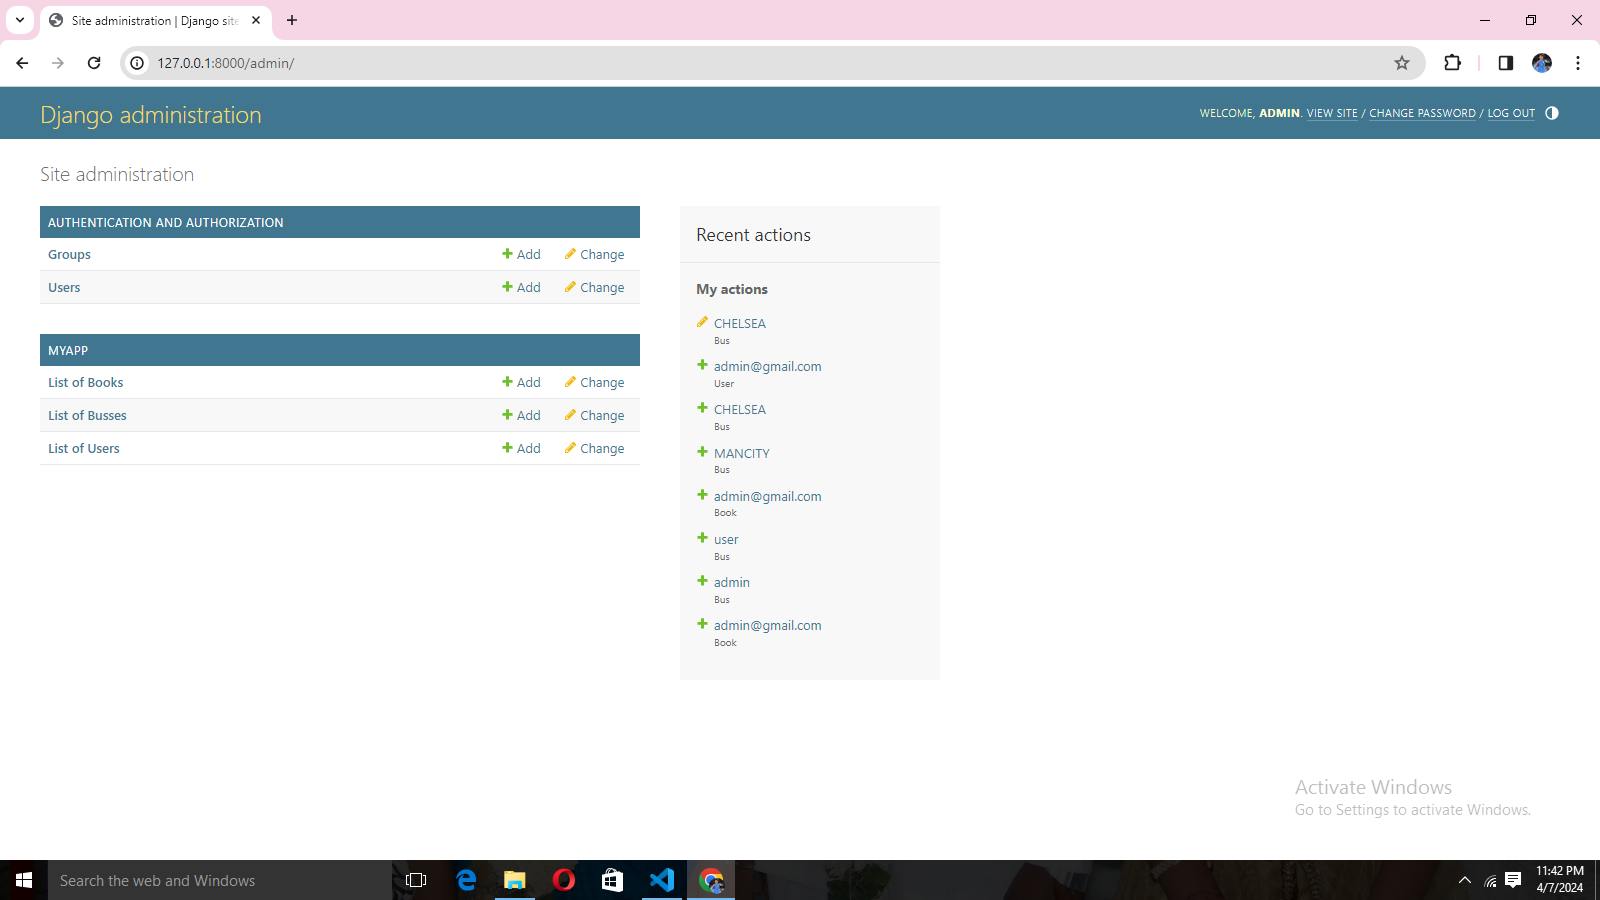 Site administration | Django site
127.0.0.1:8000/admin/
Django administration
WELCOME, ADMIN. VIEW SITE / CHANGE PASSWORD / LOG OUT
Site administration
AUTHENTICATION AND AUTHORIZATION
Groups Add Change
Users Add Change
MYAPP
List of Books Add Change
List of Busses Add Change
List of Users Add Change
Recent actions
My actions
CHELSEA
Bus
admin@gmail.com
User
CHELSEA
Bus
MANCITY
Bus
admin@gmail.com
Book
user
Bus
admin
Bus
admin@gmail.com
Book
Activate Windows
Go to Settings to activate Windows.
Search the web and Windows
11:42 PM
4/7/2024